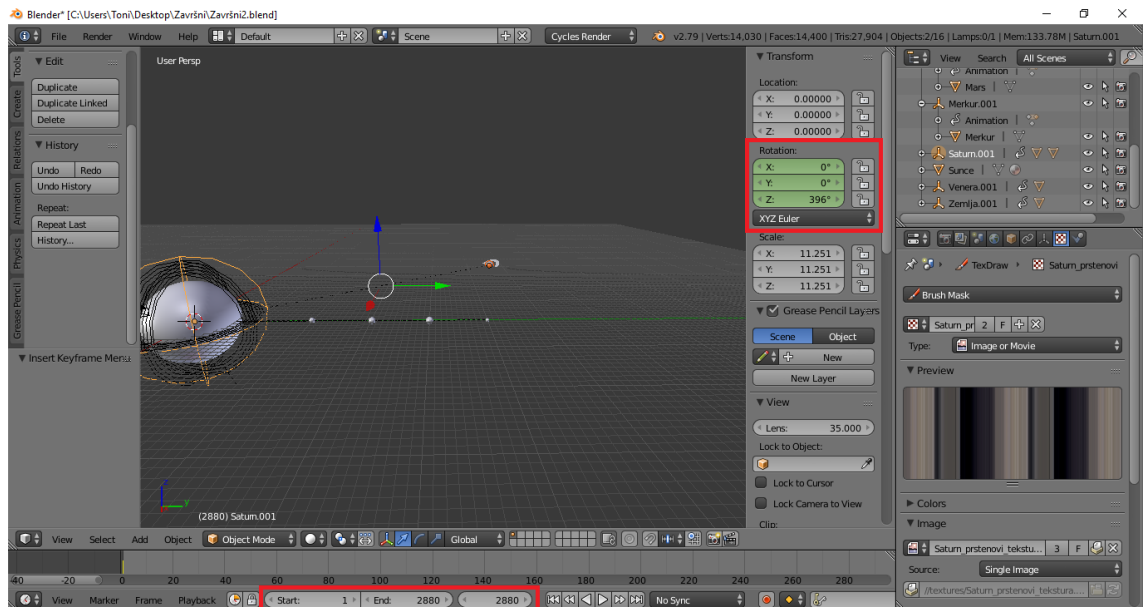 Blender* [C:\Users\Toni\Desktop\Završni\Završni2.blend]
File Render Window Help Default Scene Cycles Render v2.79 | Verts:14,030 | Faces:14,400 | Tris:27,904 | Objects:2/16 | Lamps:0/1 | Mem:133.78M | Saturn.001
Tools
Create
Relations
Animation
Physics
Grease Pencil
Edit
Duplicate
Duplicate Linked
Delete
History
Undo Redo
Undo History
Repeat:
Repeat Last
History...
Insert Keyframe Menu
User Persp
z
y
(2880) Saturn.001
Transform
Location:
X: 0.00000
Y: 0.00000
Z: 0.00000
Rotation:
X: 0°
Y: 0°
Z: 396°
XYZ Euler
Scale:
X: 11.251
Y: 11.251
Z: 11.251
Grease Pencil Layers
Scene Object
New
New Layer
View
Lens: 35.000
Lock to Object:
Lock to Cursor
Lock Camera to View
Clip:
View Search All Scenes
Animation
Mars
Merkur.001
Animation
Merkur
Saturn.001
Sunce
Venera.001
Zemlja.001
TexDraw Saturn_prstenovi
Brush Mask
Saturn_pr 2 F
Type: Image or Movie
Preview
Colors
Image
Saturn_prstenovi_tekstu... 3 F
Source: Single Image
//textures/Saturn_prstenovi_tekstura....
View Select Add Object Object Mode Global
-40 -20 0 20 40 60 80 100 120 140 160 180 200 220 240 260 280
View Marker Frame Playback Start: 1 End: 2880 2880 No Sync